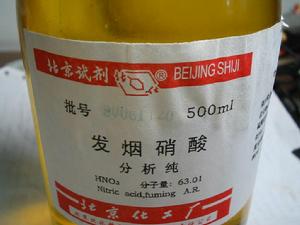 北京试剂 BEIJING SHIJI
批号 500ml
发烟硝酸
分析纯
HNO₃ 分子量: 63.01
Nitric acid,fuming A.R.
北京化工厂